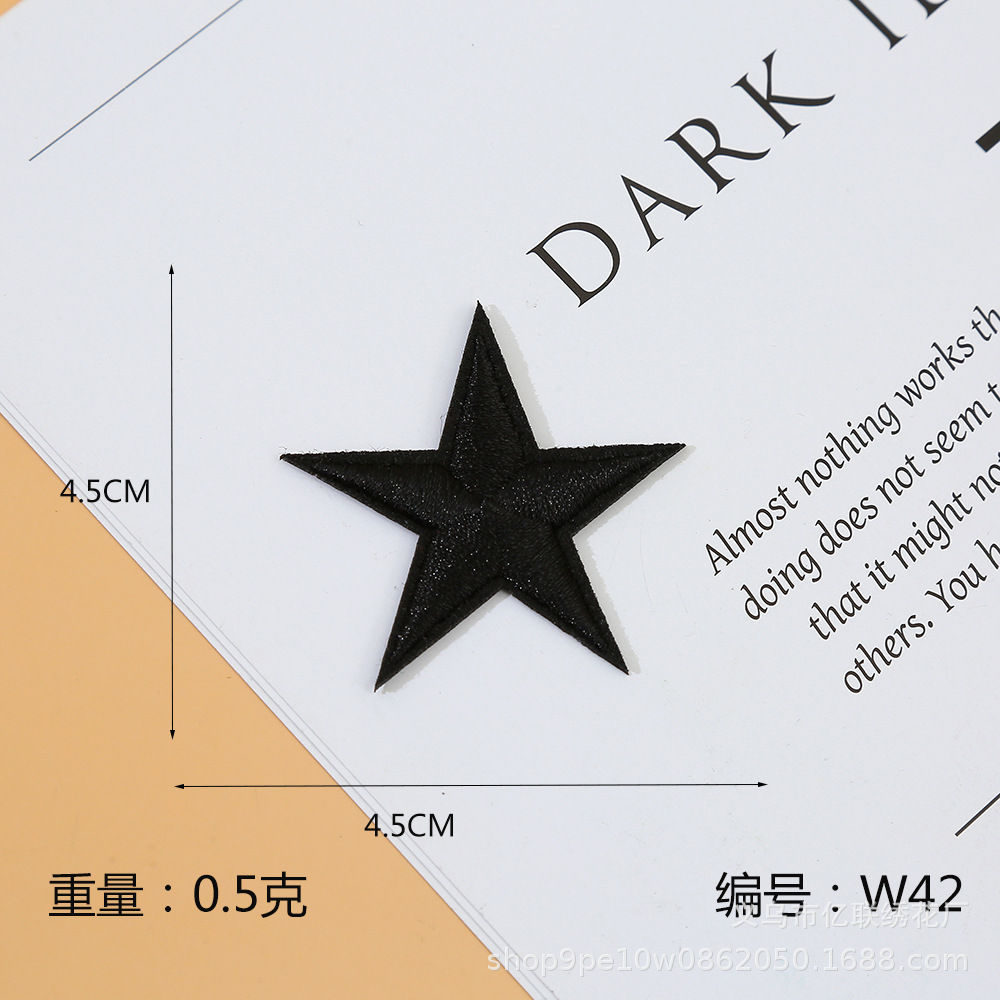 DARK
Almost nothing works th
doing does not seem t
that it might no
others. You h
4.5CM
4.5CM
重量：0.5克
编号：W42
义乌市亿联绣花厂
shop9pe10w0862050.1688.com